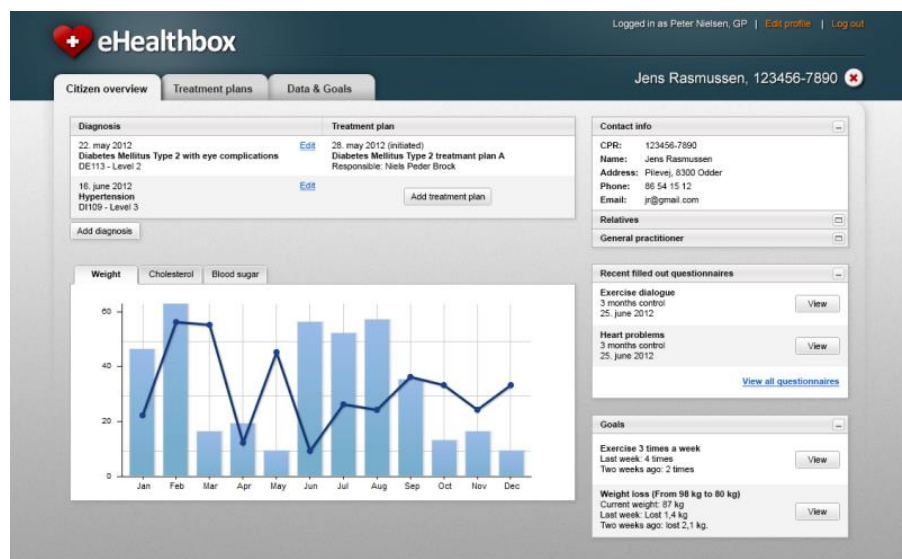 Logged in as Peter Nielsen, GP | Edit profile | Log out
eHealthbox
Jens Rasmussen, 123456-7890
Citizen overview Treatment plans Data & Goals
Diagnosis Treatment plan
22. may 2012 Edit 28. may 2012 (initiated)
Diabetes Mellitus Type 2 with eye complications Diabetes Mellitus Type 2 treatmant plan A
DE113 - Level 2 Responsible: Niels Peder Brock
16. june 2012 Edit
Hypertension Add treatment plan
DI109 - Level 3
Add diagnosis
Weight Cholesterol Blood sugar
60
40
20
0
Jan Feb Mar Apr May Jun Jul Aug Sep Oct Nov Dec
Contact info
CPR: 123456-7890
Name: Jens Rasmussen
Address: Pilevej, 8300 Odder
Phone: 86 54 15 12
Email: jr@gmail.com
Relatives
General practitioner
Recent filled out questionnaires
Exercise dialogue
3 months control View
25. june 2012
Heart problems
3 months control View
25. june 2012
View all questionnaires
Goals
Exercise 3 times a week
Last week: 4 times View
Two weeks ago: 2 times
Weight loss (From 98 kg to 80 kg)
Current weight: 87 kg
Last week: Lost 1,4 kg View
Two weeks ago: lost 2,1 kg.